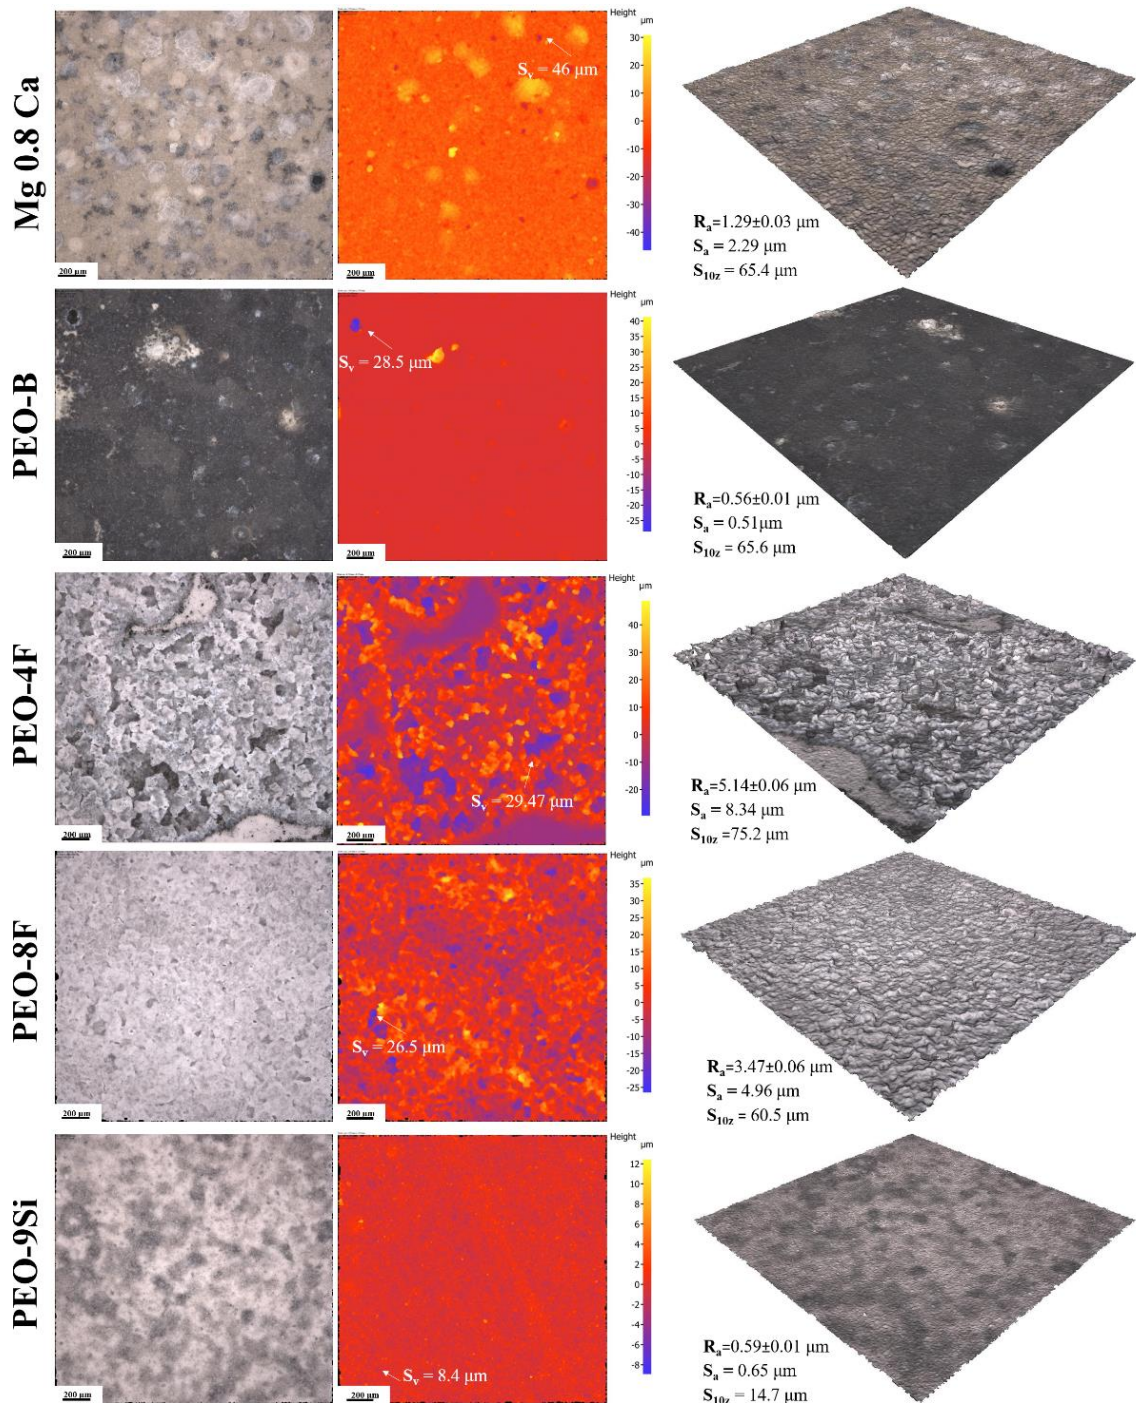 Mg 0.8 Ca
200 µm
Sv = 46 µm
Height
µm
30
20
10
0
-10
-20
-30
-40
Ra=1.29±0.03 µm
Sa = 2.29 µm
S10z = 65.4 µm
PEO-B
200 µm
Sv = 28.5 µm
Height
µm
40
35
30
25
20
15
10
5
0
-5
-10
-15
-20
-25
Ra=0.56±0.01 µm
Sa = 0.51µm
S10z = 65.6 µm
PEO-4F
200 µm
Sv = 29.47 µm
200 µm
Height
µm
40
30
20
10
0
-10
-20
Ra=5.14±0.06 µm
Sa = 8.34 µm
S10z = 75.2 µm
PEO-8F
200 µm
Sv = 26.5 µm
200 µm
Height
µm
35
30
25
20
15
10
5
0
-5
-10
-15
-20
-25
Ra=3.47±0.06 µm
Sa = 4.96 µm
S10z = 60.5 µm
PEO-9Si
200 µm
Sv = 8.4 µm
200 µm
Height
µm
12
10
8
6
4
2
0
-2
-4
-6
-8
Ra=0.59±0.01 µm
Sa = 0.65 µm
S10z = 14.7 µm